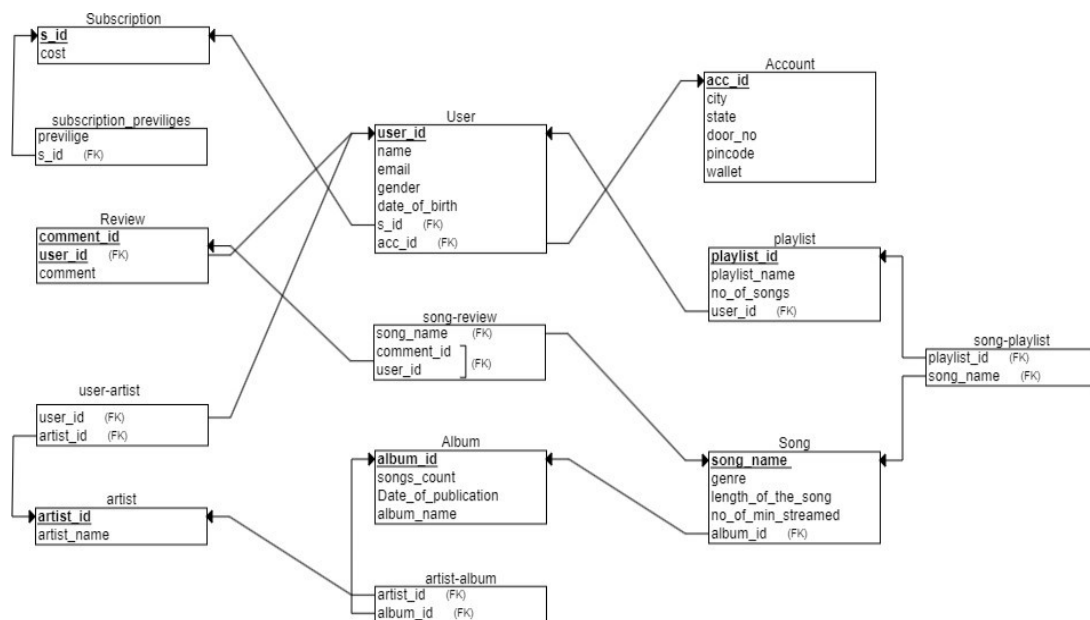 Subscription
s_id
cost
subscription_previliges
previlige
s_id (FK)
Review
comment_id
user_id (FK)
comment
user-artist
user_id (FK)
artist_id (FK)
artist
artist_id
artist_name
User
user_id
name
email
gender
date_of_birth
s_id (FK)
acc_id (FK)
song-review
song_name (FK)
comment_id
user_id (FK)
Album
album_id
songs_count
Date_of_publication
album_name
artist-album
artist_id (FK)
album_id (FK)
Account
acc_id
city
state
door_no
pincode
wallet
playlist
playlist_id
playlist_name
no_of_songs
user_id (FK)
Song
song_name
genre
length_of_the_song
no_of_min_streamed
album_id (FK)
song-playlist
playlist_id (FK)
song_name (FK)